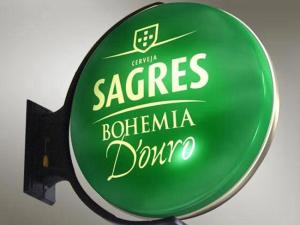 CERVEJA
SAGRES
BOHEMIA
D'ouro